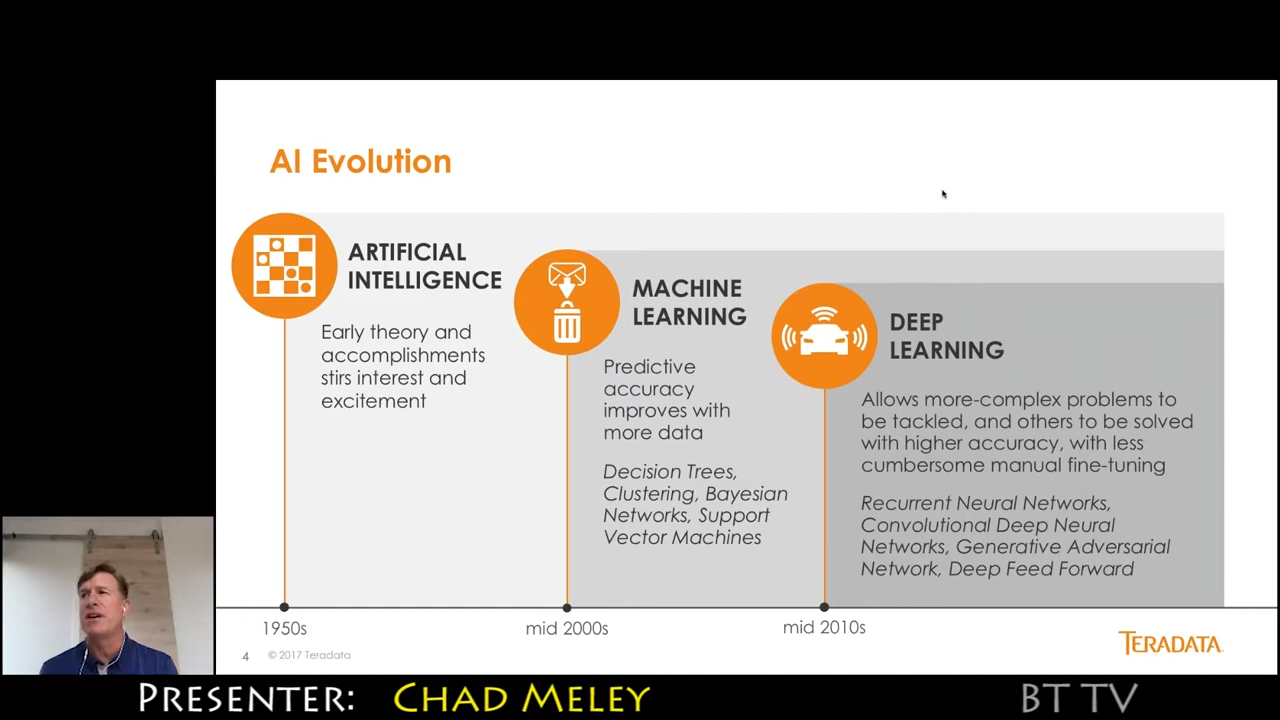 AI Evolution
ARTIFICIAL
INTELLIGENCE
Early theory and
accomplishments
stirs interest and
excitement
MACHINE
LEARNING
Predictive
accuracy
improves with
more data
Decision Trees,
Clustering, Bayesian
Networks, Support
Vector Machines
DEEP
LEARNING
Allows more-complex problems to
be tackled, and others to be solved
with higher accuracy, with less
cumbersome manual fine-tuning
Recurrent Neural Networks,
Convolutional Deep Neural
Networks, Generative Adversarial
Network, Deep Feed Forward
1950s
mid 2000s
mid 2010s
4 © 2017 Teradata
TERADATA.
PRESENTER: CHAD MELEY
BT TV